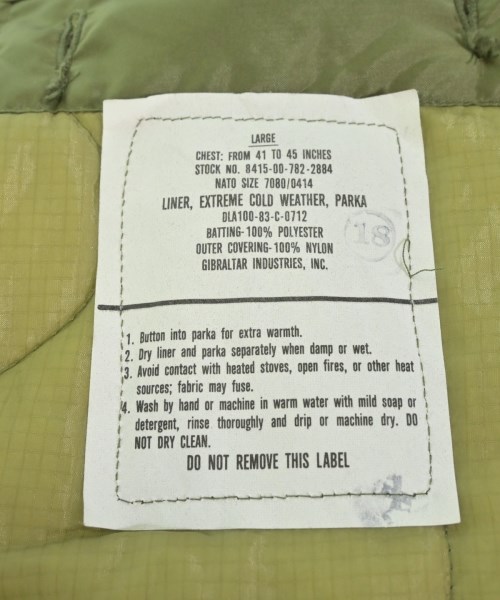 LARGE
CHEST: FROM 41 TO 45 INCHES
STOCK NO. 8415-00-782-2884
NATO SIZE 7080/0414
LINER, EXTREME COLD WEATHER, PARKA
DLA100-83-C-0712
BATTING-100% POLYESTER
OUTER COVERING-100% NYLON
GIBRALTAR INDUSTRIES, INC.
18
1. Button into parka for extra warmth.
2. Dry liner and parka separately when damp or wet.
3. Avoid contact with heated stoves, open fires, or other heat
sources; fabric may fuse.
4. Wash by hand or machine in warm water with mild soap or
detergent, rinse thoroughly and drip or machine dry. DO
NOT DRY CLEAN.
DO NOT REMOVE THIS LABEL